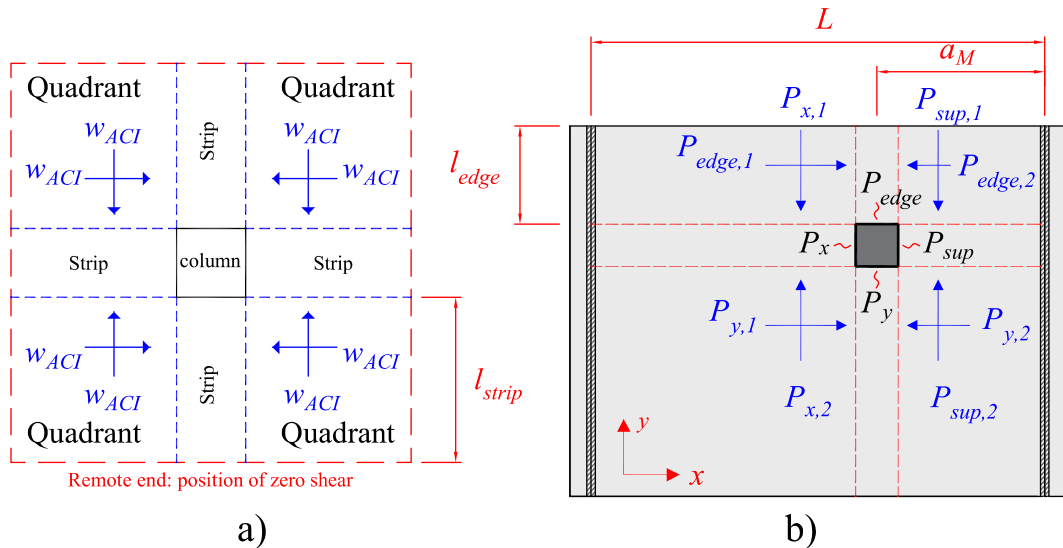 Quadrant
Strip
Quadrant
w_ACI
w_ACI
w_ACI
w_ACI
Strip
column
Strip
w_ACI
w_ACI
w_ACI
w_ACI
Strip
Quadrant
Quadrant
l_strip
Remote end: position of zero shear
a)
L
a_M
l_edge
P_x,1
P_sup,1
P_edge,1
P_edge,2
P_edge
P_x
P_sup
P_y
P_y,1
P_y,2
P_x,2
P_sup,2
y
x
b)